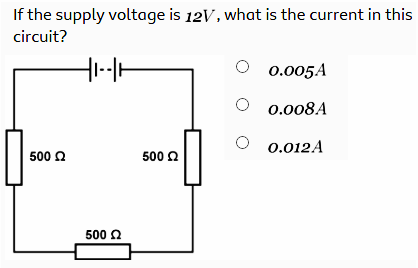 If the supply voltage is 12V, what is the current in this
circuit?
0.005A
0.008A
0.012A
500 Ω
500 Ω
500 Ω